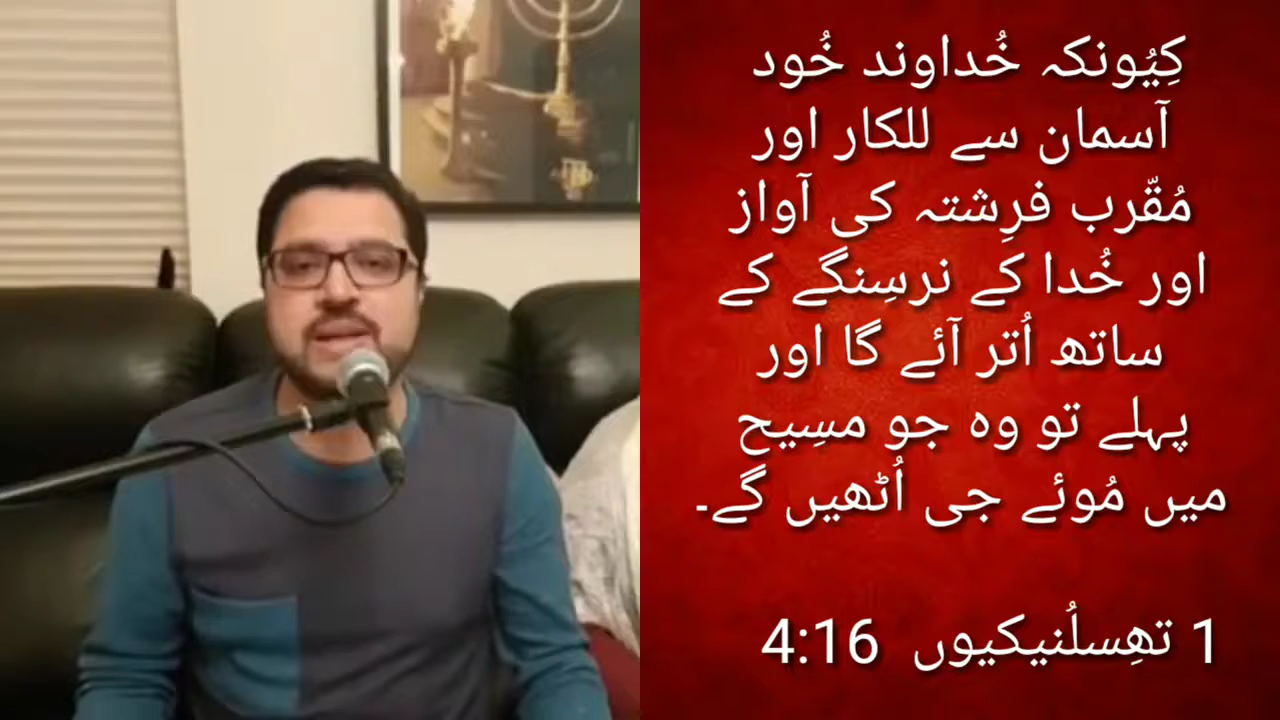 کِیُونکہ خُداوند خُود
آسمان سے للکار اور
مُقّرب فرِشتہ کی آواز
اور خُدا کے نرسِنگے کے
ساتھ اُتر آئے گا اور
پہلے تو وہ جو مسِیح
میں مُوئے جی اُٹھیں گے۔
1 تھِسلُنیکیوں 4:16